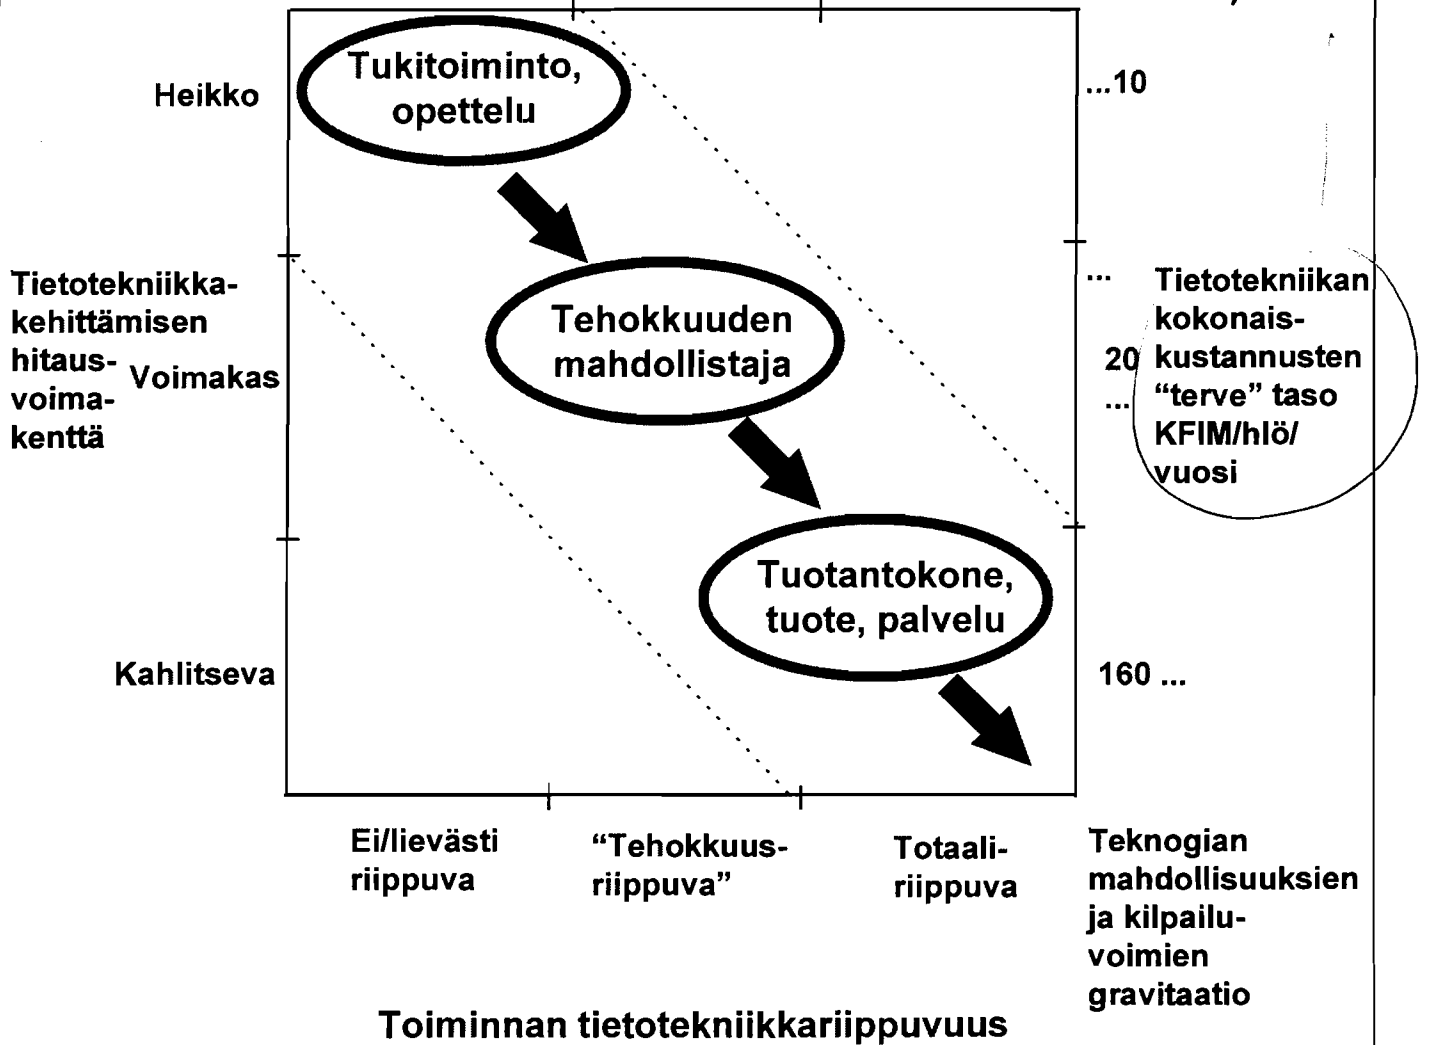 Tukitoiminto,
opettelu
Heikko
...10
Tietotekniikka-
kehittämisen
hitaus-
voima-
kenttä
Voimakas
Tehokkuuden
mahdollistaja
...
20
...
Tietotekniikan
kokonais-
kustannusten
“terve” taso
KFIM/hlö/
vuosi
Tuotantokone,
tuote, palvelu
Kahlitseva
160 ...
Ei/lievästi
riippuva
“Tehokkuus-
riippuva”
Totaali-
riippuva
Teknogian
mahdollisuuksien
ja kilpailu-
voimien
gravitaatio
Toiminnan tietotekniikkariippuvuus